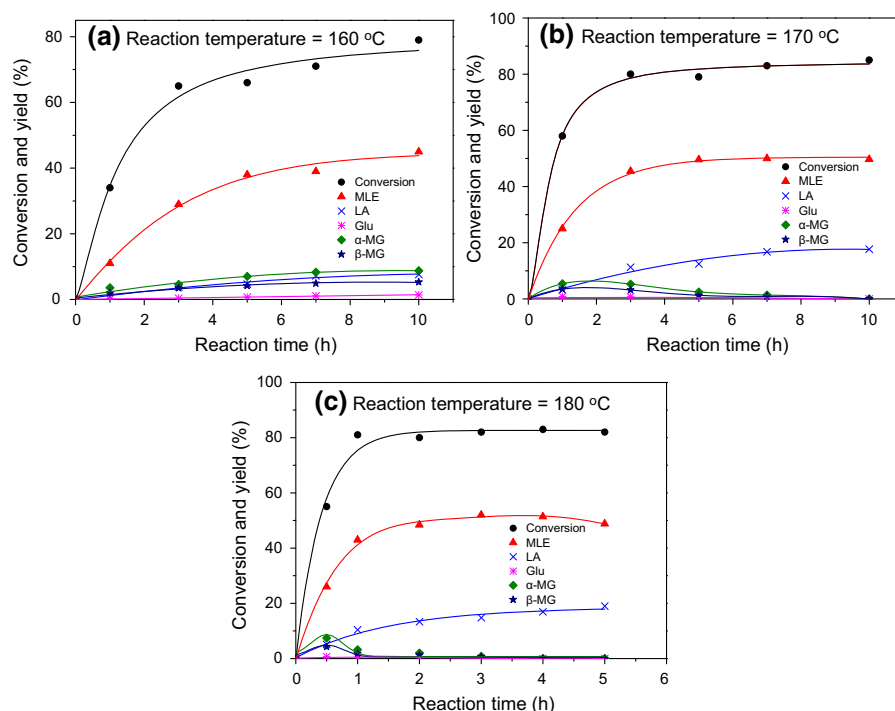 (a) Reaction temperature = 160 °C
Conversion and yield (%)
80
60
40
20
0
Conversion
MLE
LA
Glu
α-MG
β-MG
0 2 4 6 8 10
Reaction time (h)
(b) Reaction temperature = 170 °C
Conversion and yield (%)
100
80
60
40
20
0
Conversion
MLE
LA
Glu
α-MG
β-MG
0 2 4 6 8 10
Reaction time (h)
(c) Reaction temperature = 180 °C
Conversion and yield (%)
100
80
60
40
20
0
Conversion
MLE
LA
Glu
α-MG
β-MG
0 1 2 3 4 5 6
Reaction time (h)